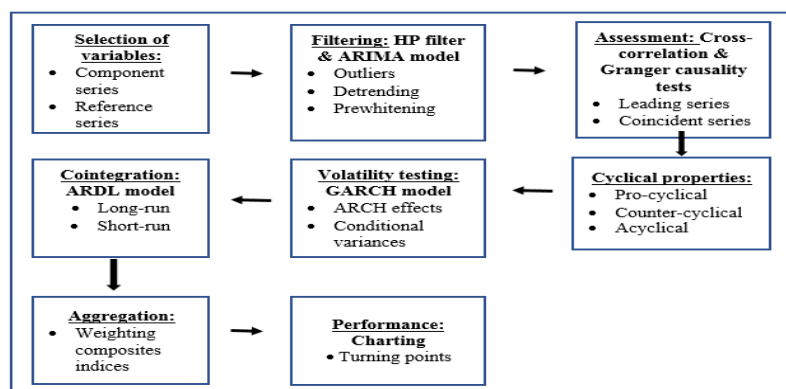 Selection of
variables:
• Component
series
• Reference
series
Filtering: HP filter
& ARIMA model
• Outliers
• Detrending
• Prewhitening
Assessment: Cross-
correlation &
Granger causality
tests
• Leading series
• Coincident series
Cyclical properties:
• Pro-cyclical
• Counter-cyclical
• Acyclical
Volatility testing:
GARCH model
• ARCH effects
• Conditional
variances
Cointegration:
ARDL model
• Long-run
• Short-run
Aggregation:
• Weighting
composites
indices
Performance:
Charting
• Turning points